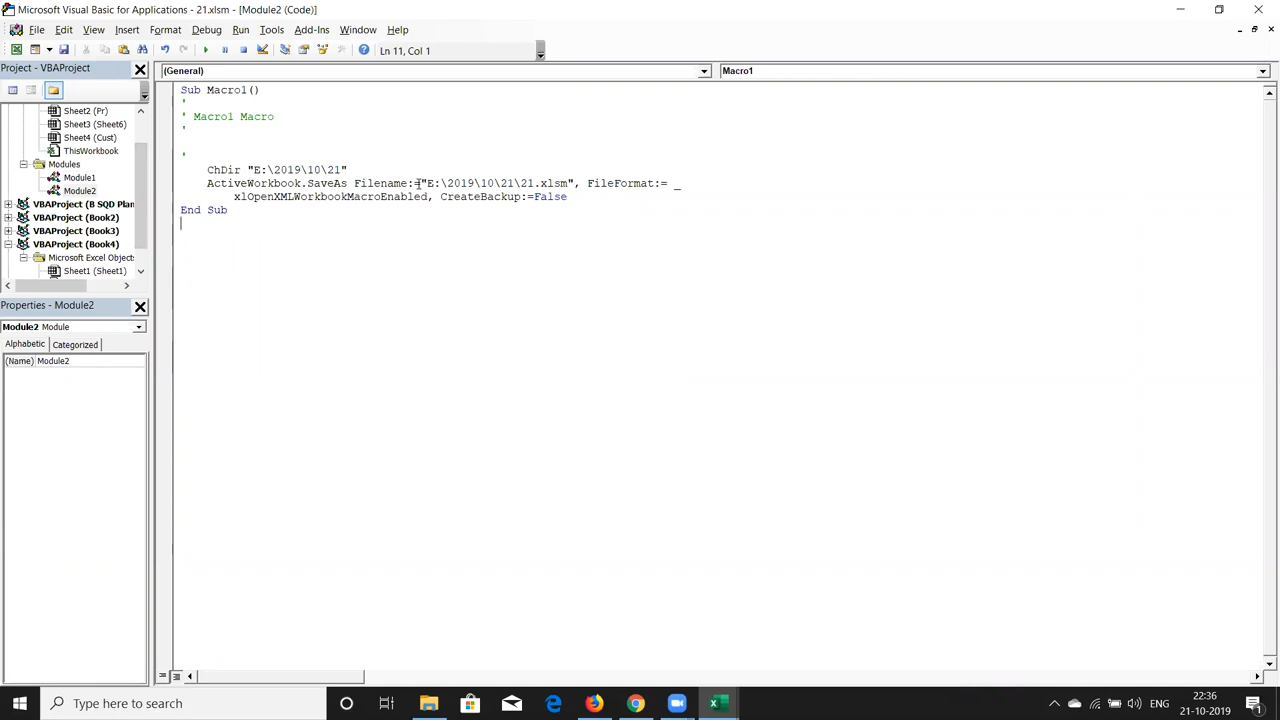 Microsoft Visual Basic for Applications - 21.xlsm - [Module2 (Code)]
File Edit View Insert Format Debug Run Tools Add-Ins Window Help
Ln 11, Col 1
Project - VBAProject
(General)
Macro1
Sheet2 (Pr)
Sheet3 (Sheet6)
Sheet4 (Cust)
ThisWorkbook
Modules
Module1
Module2
VBAProject (B SQD Plan
VBAProject (Book2)
VBAProject (Book3)
VBAProject (Book4)
Microsoft Excel Object
Sheet1 (Sheet1)
Sub Macro1()
'
' Macro1 Macro
'
'
ChDir "E:\2019\10\21"
ActiveWorkbook.SaveAs Filename:="E:\2019\10\21\21.xlsm", FileFormat:= _
xlOpenXMLWorkbookMacroEnabled, CreateBackup:=False
End Sub
Properties - Module2
Module2 Module
Alphabetic Categorized
(Name) Module2
Type here to search
ENG
22:36
21-10-2019
1